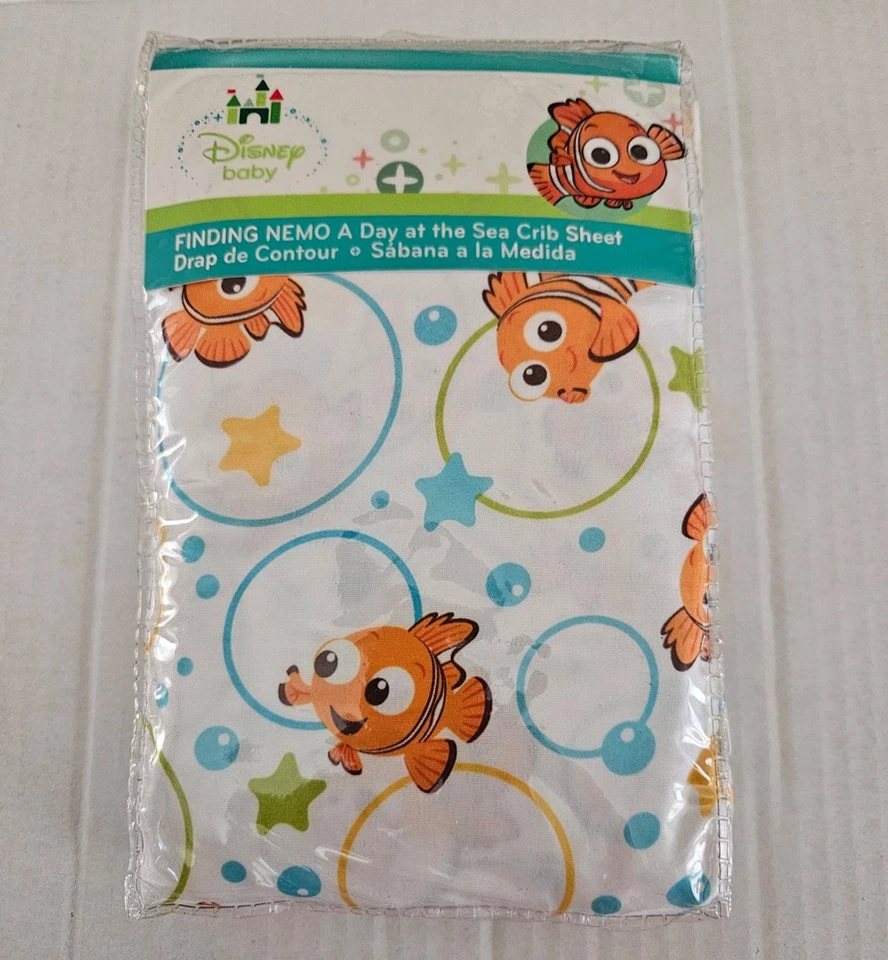 Disney
baby
FINDING NEMO A Day at the Sea Crib Sheet
Drap de Contour + Sábana a la Medida